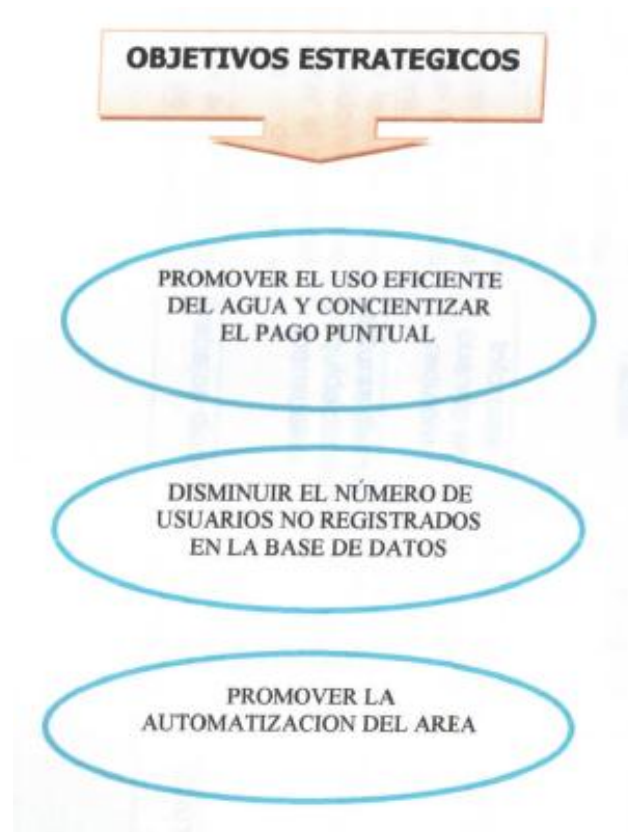 OBJETIVOS ESTRATEGICOS
PROMOVER EL USO EFICIENTE
DEL AGUA Y CONCIENTIZAR
EL PAGO PUNTUAL
DISMINUIR EL NÚMERO DE
USUARIOS NO REGISTRADOS
EN LA BASE DE DATOS
PROMOVER LA
AUTOMATIZACION DEL AREA